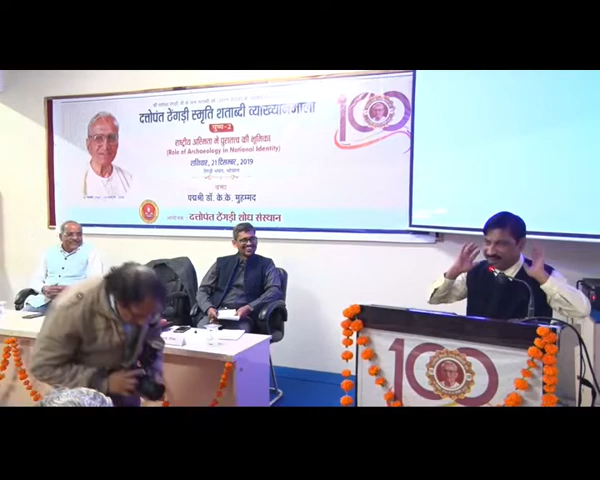 दत्तोपंत ठेंगड़ी स्मृति शताब्दी व्याख्यानमाला
पुष्प-2
राष्ट्रीय अस्मिता में पुरातत्व की भूमिका
(Role of Archaeology in National Identity)
शनिवार, 21 दिसम्बर, 2019
वक्ता
पद्मश्री डॉ. के.के. मुहम्मद
दत्तोपंत ठेंगड़ी शोध संस्थान
100
100